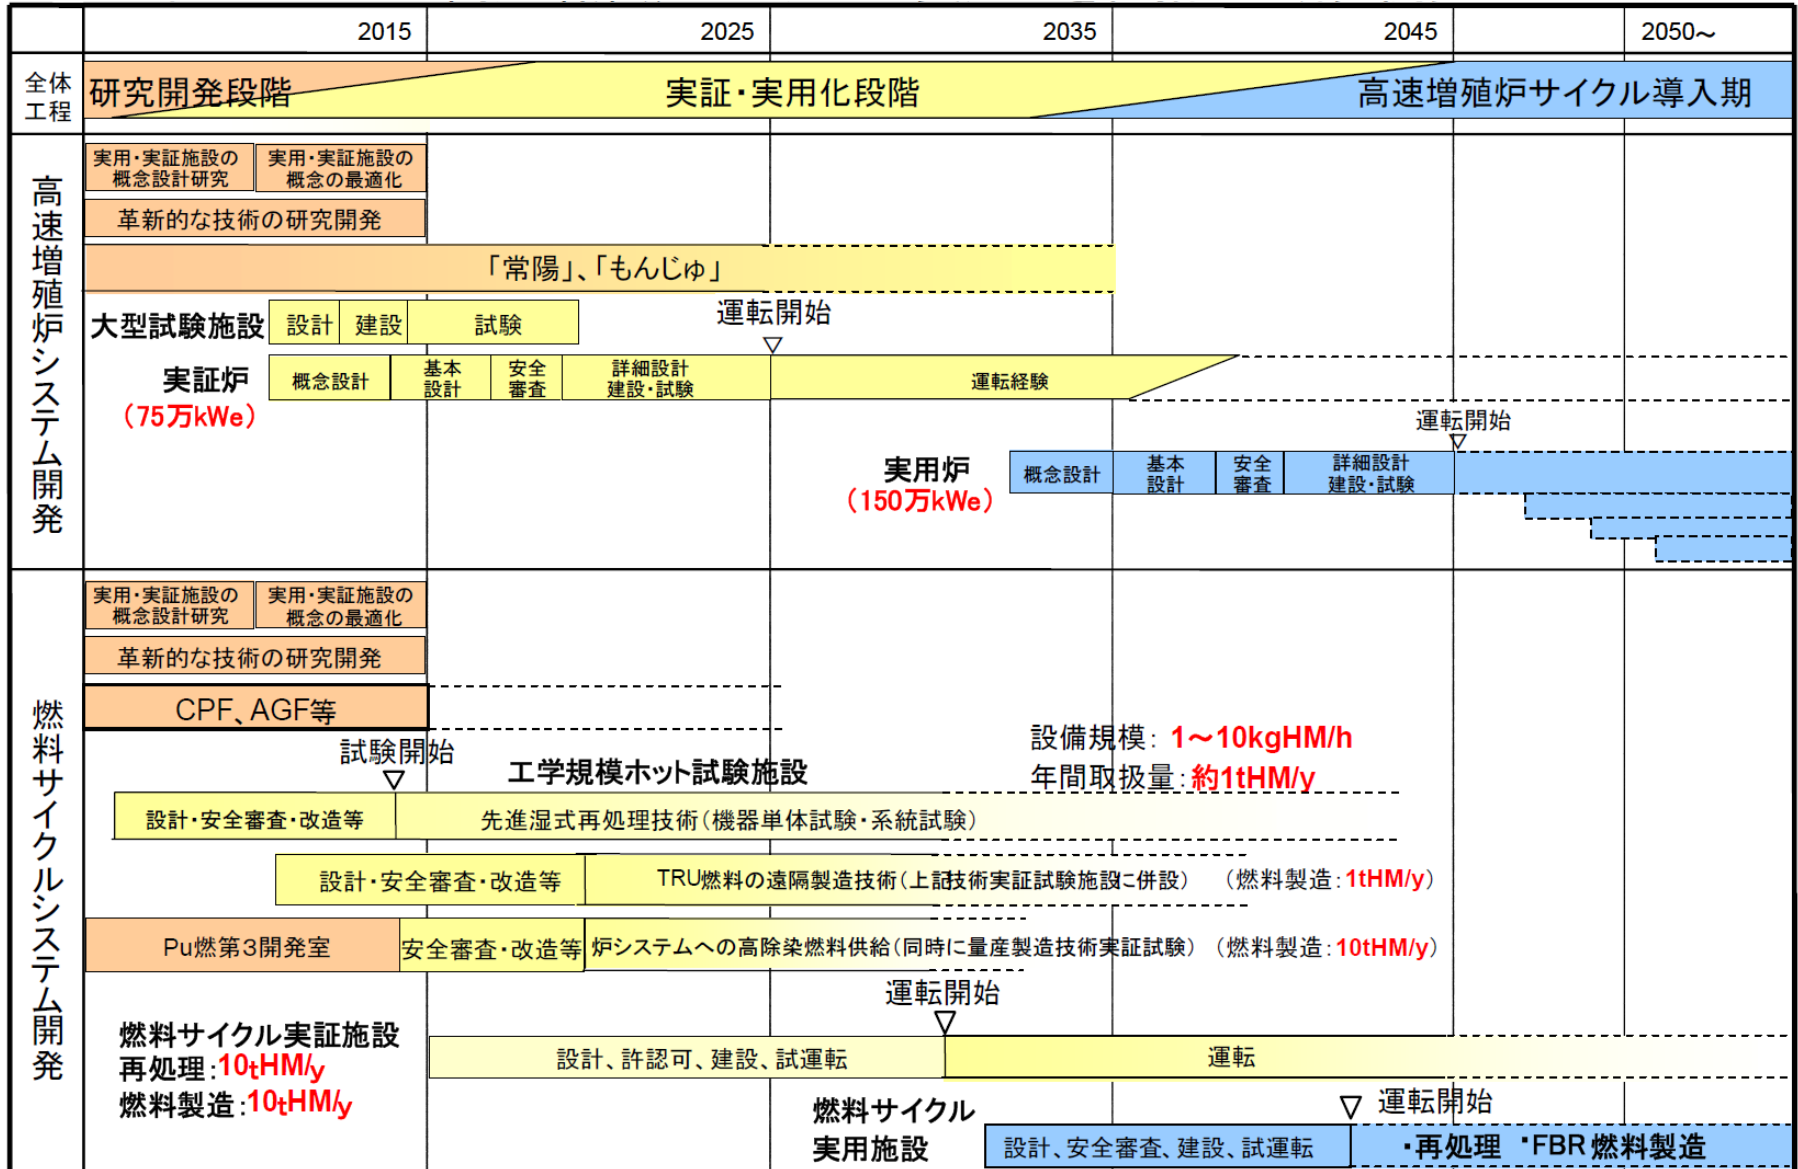 2015
2025
2035
2045
2050～
全体
工程
研究開発段階
実証・実用化段階
高速増殖炉サイクル導入期
高速増殖炉システム開発
実用・実証施設の
概念設計研究
実用・実証施設の
概念の最適化
革新的な技術の研究開発
「常陽」、「もんじゅ」
大型試験施設
設計
建設
試験
運転開始
実証炉
（75万kWe）
概念設計
基本
設計
安全
審査
詳細設計
建設・試験
運転経験
運転開始
実用炉
（150万kWe）
概念設計
基本
設計
安全
審査
詳細設計
建設・試験
燃料サイクルシステム開発
実用・実証施設の
概念設計研究
実用・実証施設の
概念の最適化
革新的な技術の研究開発
CPF、AGF等
試験開始
工学規模ホット試験施設
設備規模：1～10kgHM/h
年間取扱量：約1tHM/y
設計・安全審査・改造等
先進湿式再処理技術（機器単体試験・系統試験）
設計・安全審査・改造等
TRU燃料の遠隔製造技術（上記技術実証試験施設に併設）
（燃料製造：1tHM/y）
Pu燃第3開発室
安全審査・改造等
炉システムへの高除染燃料供給（同時に量産製造技術実証試験）
（燃料製造：10tHM/y）
運転開始
燃料サイクル実証施設
再処理：10tHM/y
燃料製造：10tHM/y
設計、許認可、建設、試運転
運転
燃料サイクル
実用施設
運転開始
設計、安全審査、建設、試運転
・再処理 ・FBR燃料製造